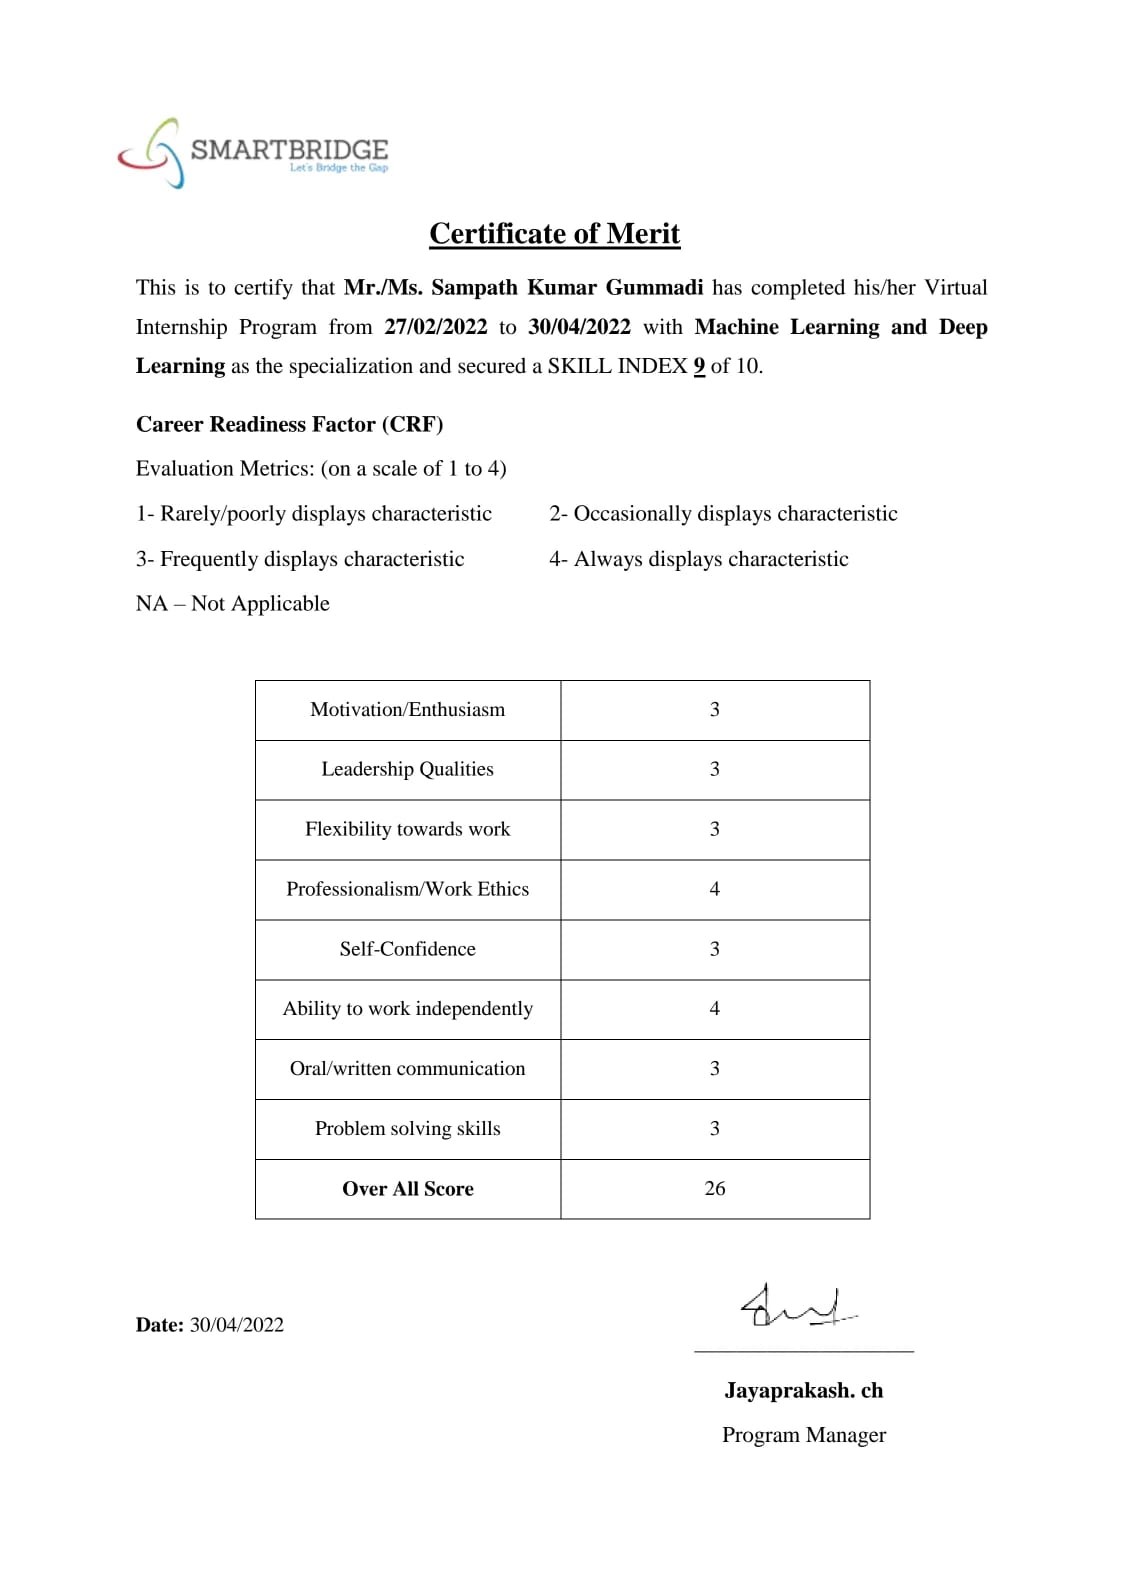 SMARTBRIDGE
Let's Bridge the Gap
Certificate of Merit
This is to certify that Mr./Ms. Sampath Kumar Gummadi has completed his/her Virtual
Internship Program from 27/02/2022 to 30/04/2022 with Machine Learning and Deep
Learning as the specialization and secured a SKILL INDEX 9 of 10.
Career Readiness Factor (CRF)
Evaluation Metrics: (on a scale of 1 to 4)
1- Rarely/poorly displays characteristic 2- Occasionally displays characteristic
3- Frequently displays characteristic 4- Always displays characteristic
NA – Not Applicable
Motivation/Enthusiasm 3
Leadership Qualities 3
Flexibility towards work 3
Professionalism/Work Ethics 4
Self-Confidence 3
Ability to work independently 4
Oral/written communication 3
Problem solving skills 3
Over All Score 26
Date: 30/04/2022
Jayaprakash. ch
Program Manager